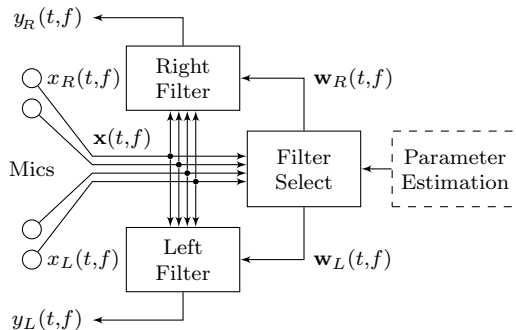 y_R(t,f)
x_R(t,f)
Right
Filter
w_R(t,f)
x(t,f)
Mics
Filter
Select
Parameter
Estimation
x_L(t,f)
Left
Filter
w_L(t,f)
y_L(t,f)